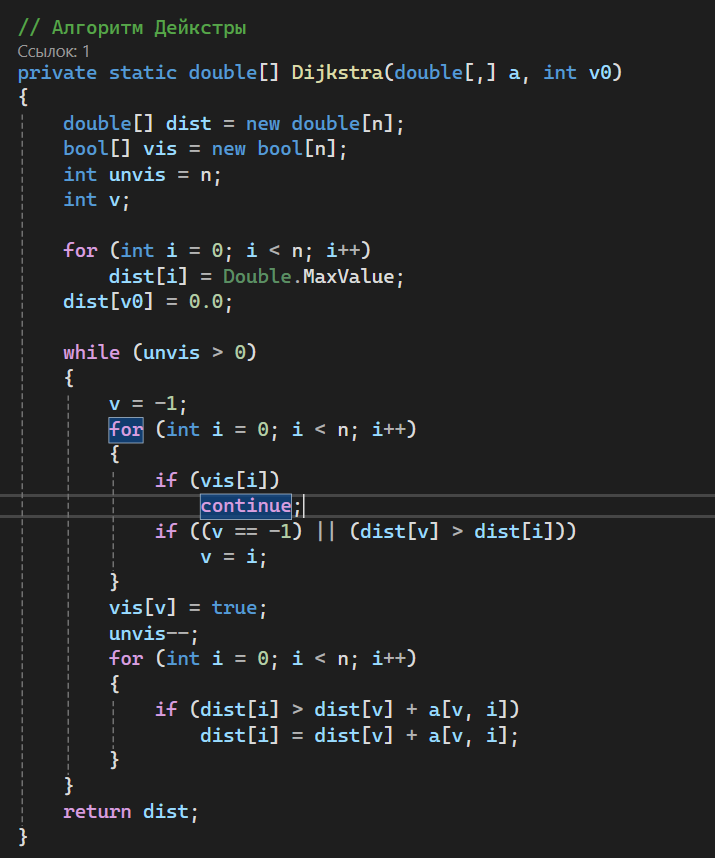 // Алгоритм Дейкстры
Ссылок: 1
private static double[] Dijkstra(double[,] a, int v0)
{
double[] dist = new double[n];
bool[] vis = new bool[n];
int unvis = n;
int v;
for (int i = 0; i < n; i++)
dist[i] = Double.MaxValue;
dist[v0] = 0.0;
while (unvis > 0)
{
v = -1;
for (int i = 0; i < n; i++)
{
if (vis[i])
continue;
if ((v == -1) || (dist[v] > dist[i]))
v = i;
}
vis[v] = true;
unvis--;
for (int i = 0; i < n; i++)
{
if (dist[i] > dist[v] + a[v, i])
dist[i] = dist[v] + a[v, i];
}
}
return dist;
}